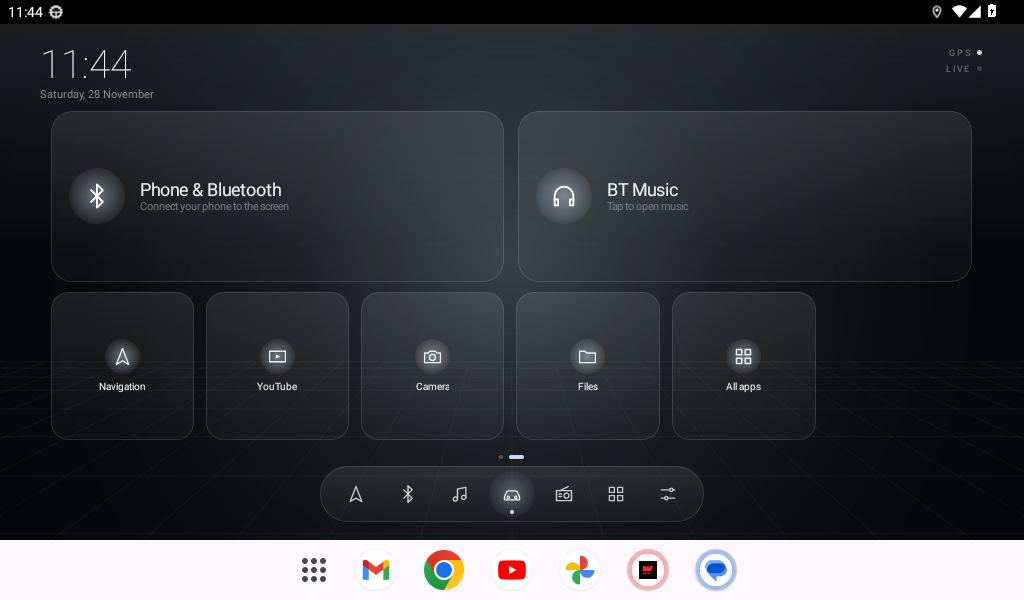 11:44
11:44
Saturday, 28 November
GPS
LIVE
Phone & Bluetooth
Connect your phone to the screen
BT Music
Tap to open music
Navigation
YouTube
Camera
Files
All apps